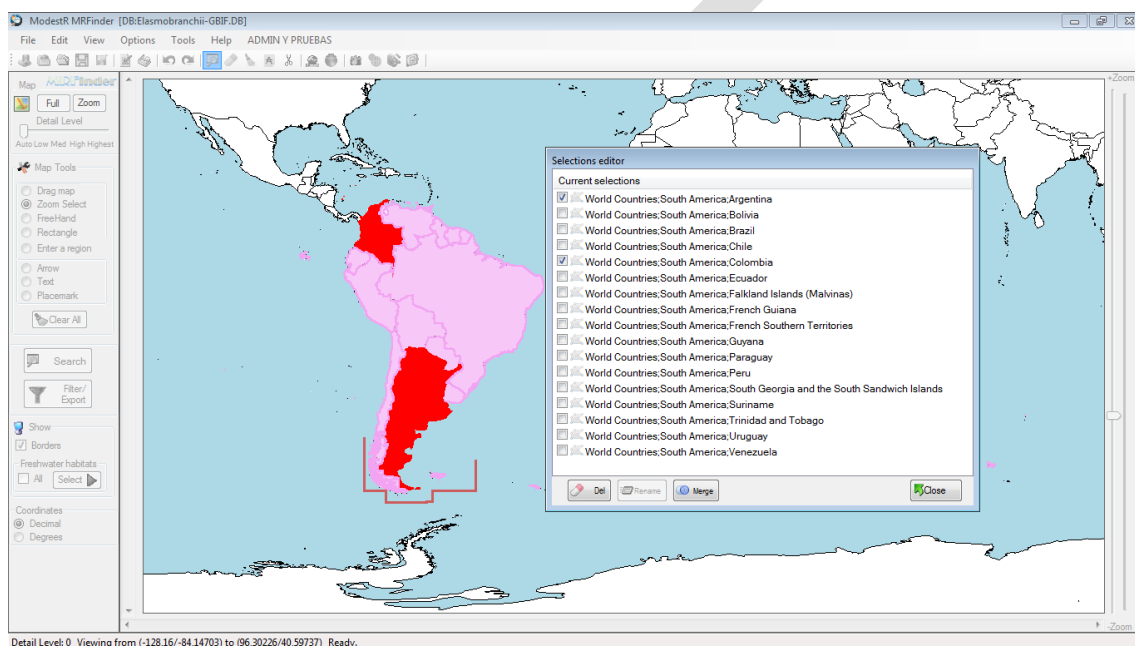 ModestR MRFinder [DB:Elasmobranchii-GBIF.DB]
File Edit View Options Tools Help ADMIN Y PRUEBAS
Map MRFinder
Full Zoom
Detail Level
Auto Low Med High Highest
Map Tools
Drag map
Zoom Select
FreeHand
Rectangle
Enter a region
Arrow
Text
Placemark
Clear All
Search
Filter/
Export
Show
Borders
Freshwater habitats
All Select
Coordinates
Decimal
Degrees
+Zoom
Selections editor
Current selections
World Countries;South America;Argentina
World Countries;South America;Bolivia
World Countries;South America;Brazil
World Countries;South America;Chile
World Countries;South America;Colombia
World Countries;South America;Ecuador
World Countries;South America;Falkland Islands (Malvinas)
World Countries;South America;French Guiana
World Countries;South America;French Southern Territories
World Countries;South America;Guyana
World Countries;South America;Paraguay
World Countries;South America;Peru
World Countries;South America;South Georgia and the South Sandwich Islands
World Countries;South America;Suriname
World Countries;South America;Trinidad and Tobago
World Countries;South America;Uruguay
World Countries;South America;Venezuela
Del Rename Merge Close
-Zoom
Detail Level: 0 Viewing from (-128.16/-84.14703) to (96.30226/40.59737) Ready.